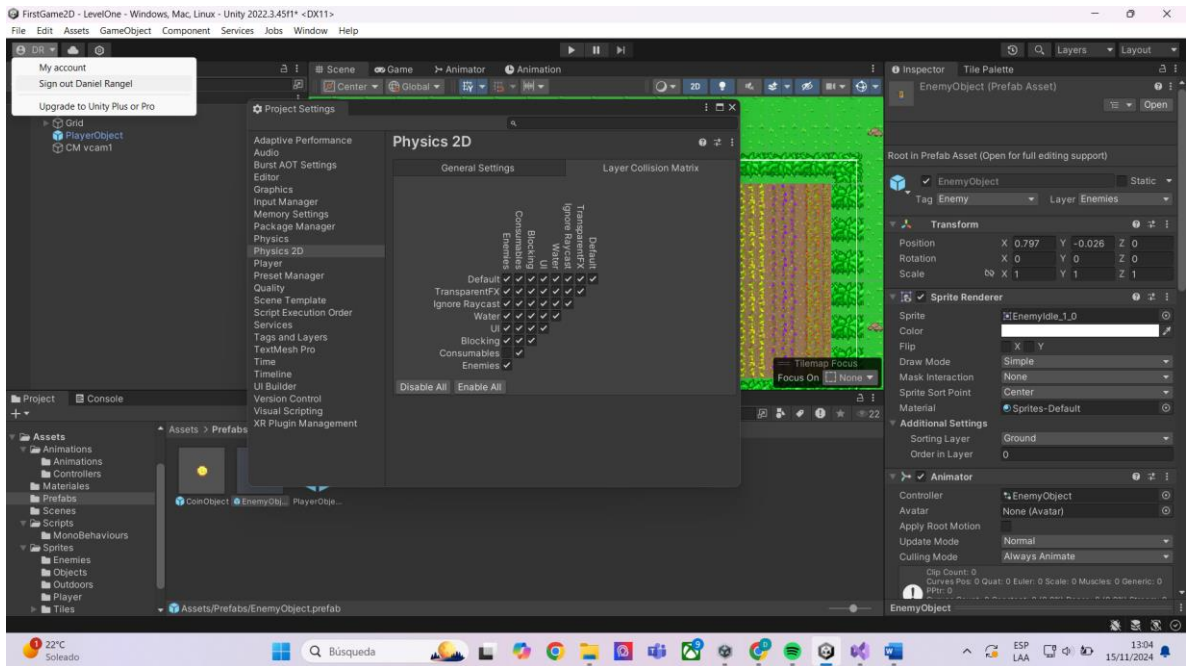 FirstGame2D - LevelOne - Windows, Mac, Linux - Unity 2022.3.45f1* <DX11>
File Edit Assets GameObject Component Services Jobs Window Help
DR
Layers Layout
My account
Sign out Daniel Rangel
Upgrade to Unity Plus or Pro
Grid
PlayerObject
CM vcam1
Scene Game Animator Animation
Center Global 2D
Project Settings
Adaptive Performance
Audio
Burst AOT Settings
Editor
Graphics
Input Manager
Memory Settings
Package Manager
Physics
Physics 2D
Player
Preset Manager
Quality
Scene Template
Script Execution Order
Services
Tags and Layers
TextMesh Pro
Time
Timeline
UI Builder
Version Control
Visual Scripting
XR Plugin Management
Physics 2D
General Settings Layer Collision Matrix
Enemies
Consumables
Blocking
UI
Water
Ignore Raycast
TransparentFX
Default
Default
TransparentFX
Ignore Raycast
Water
UI
Blocking
Consumables
Enemies
Disable All Enable All
Tilemap Focus
Focus On None
Inspector Tile Palette
EnemyObject (Prefab Asset)
Open
Root in Prefab Asset (Open for full editing support)
EnemyObject Static
Tag Enemy Layer Enemies
Transform
Position X 0.797 Y -0.026 Z 0
Rotation X 0 Y 0 Z 0
Scale X 1 Y 1 Z 1
Sprite Renderer
Sprite EnemyIdle_1_0
Color
Flip X Y
Draw Mode Simple
Mask Interaction None
Sprite Sort Point Center
Material Sprites-Default
Additional Settings
Sorting Layer Ground
Order in Layer 0
Animator
Controller EnemyObject
Avatar None (Avatar)
Apply Root Motion
Update Mode Normal
Culling Mode Always Animate
Clip Count: 0
Curves Pos: 0 Quat: 0 Euler: 0 Scale: 0 Muscles: 0 Generic: 0
PPtr: 0
EnemyObject
Project Console
22
Assets
Animations
Animations
Controllers
Materiales
Prefabs
Scenes
Scripts
MonoBehaviours
Sprites
Enemies
Objects
Outdoors
Player
Tiles
Assets > Prefabs
CoinObject EnemyObj... PlayerObje...
Assets/Prefabs/EnemyObject.prefab
1
22°C
Soleado
Búsqueda
ESP
LAA
13:04
15/11/2024